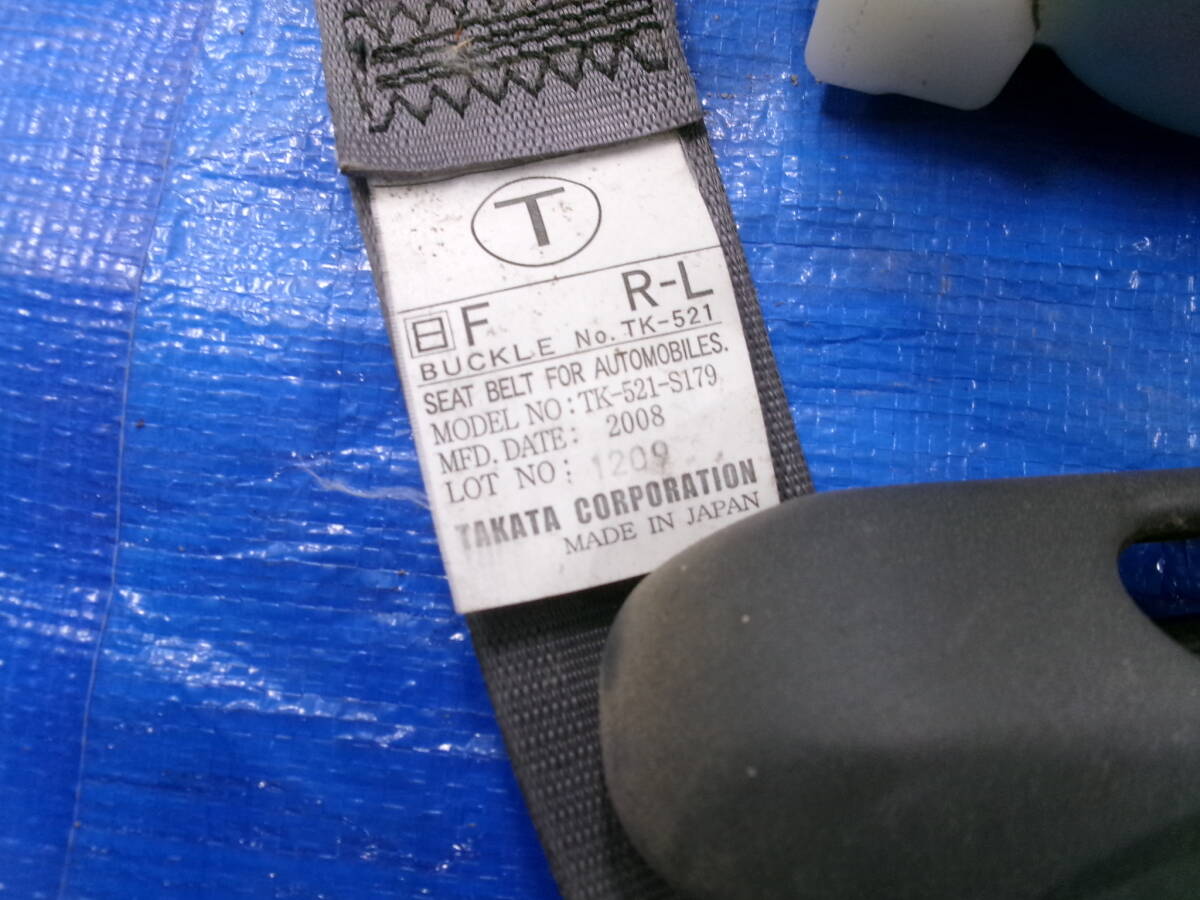 T
日F R-L
BUCKLE No. TK-521
SEAT BELT FOR AUTOMOBILES.
MODEL NO: TK-521-S179
MFD. DATE: 2008
LOT NO: 1209
TAKATA CORPORATION
MADE IN JAPAN